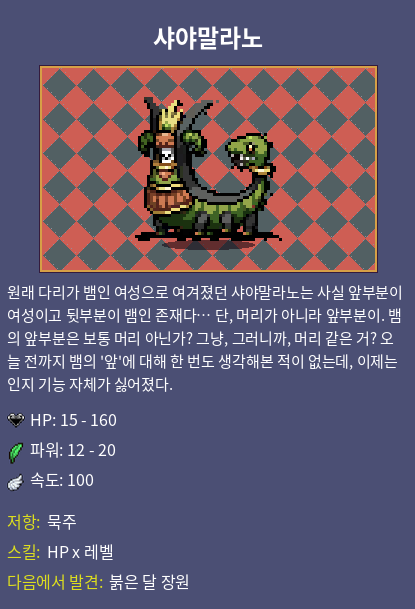 샤야말라노
원래 다리가 뱀인 여성으로 여겨졌던 샤야말라노는 사실 앞부분이
여성이고 뒷부분이 뱀인 존재다… 단, 머리가 아니라 앞부분이. 뱀
의 앞부분은 보통 머리 아닌가? 그냥, 그러니까, 머리 같은 거? 오
늘 전까지 뱀의 '앞'에 대해 한 번도 생각해본 적이 없는데, 이제는
인지 기능 자체가 싫어졌다.
HP: 15 - 160
파워: 12 - 20
속도: 100
저항: 묵주
스킬: HP x 레벨
다음에서 발견: 붉은 달 장원